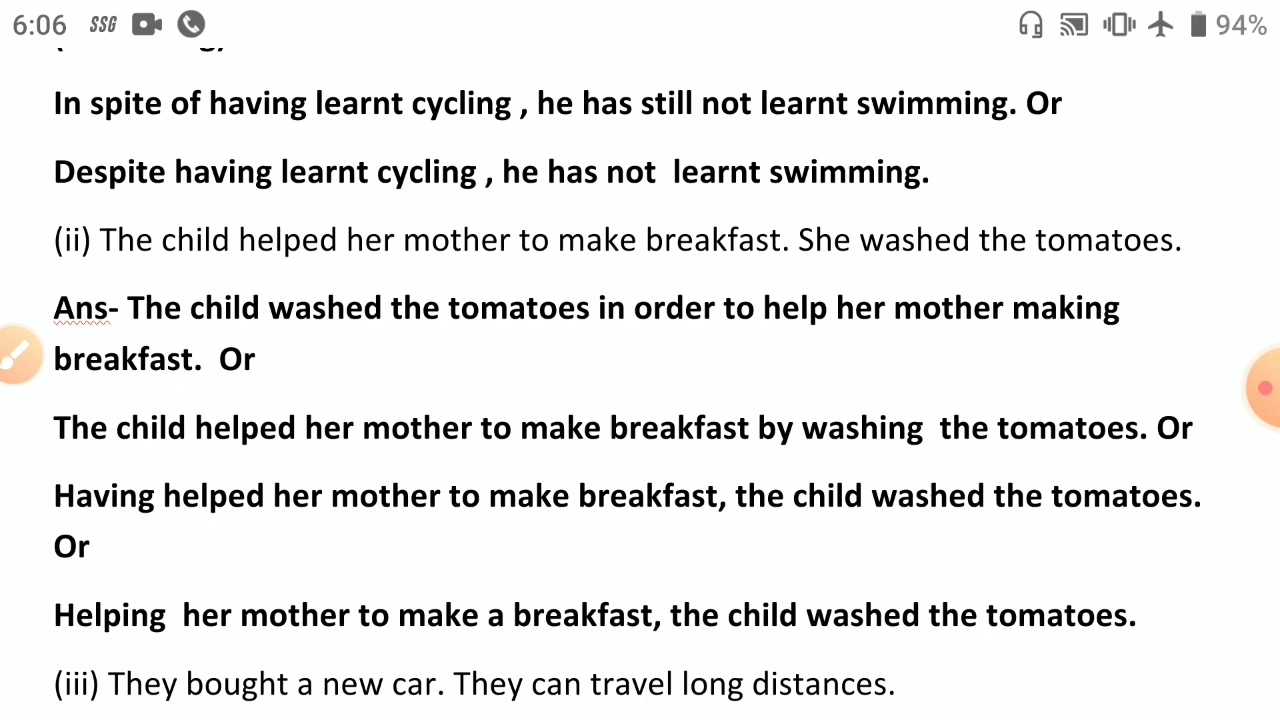 6:06 SSG 94%
In spite of having learnt cycling , he has still not learnt swimming. Or
Despite having learnt cycling , he has not  learnt swimming.
(ii) The child helped her mother to make breakfast. She washed the tomatoes.
Ans- The child washed the tomatoes in order to help her mother making
breakfast.  Or
The child helped her mother to make breakfast by washing  the tomatoes. Or
Having helped her mother to make breakfast, the child washed the tomatoes.
Or
Helping  her mother to make a breakfast, the child washed the tomatoes.
(iii) They bought a new car. They can travel long distances.